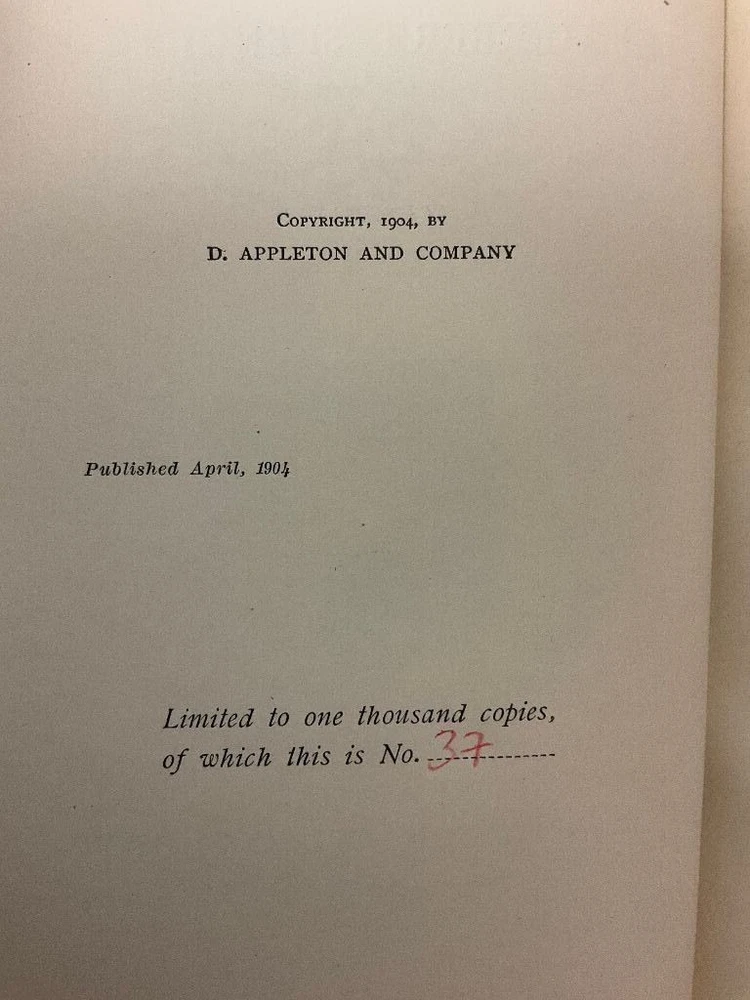 Copyright, 1904, by
D. APPLETON AND COMPANY
Published April, 1904
Limited to one thousand copies,
of which this is No. 37